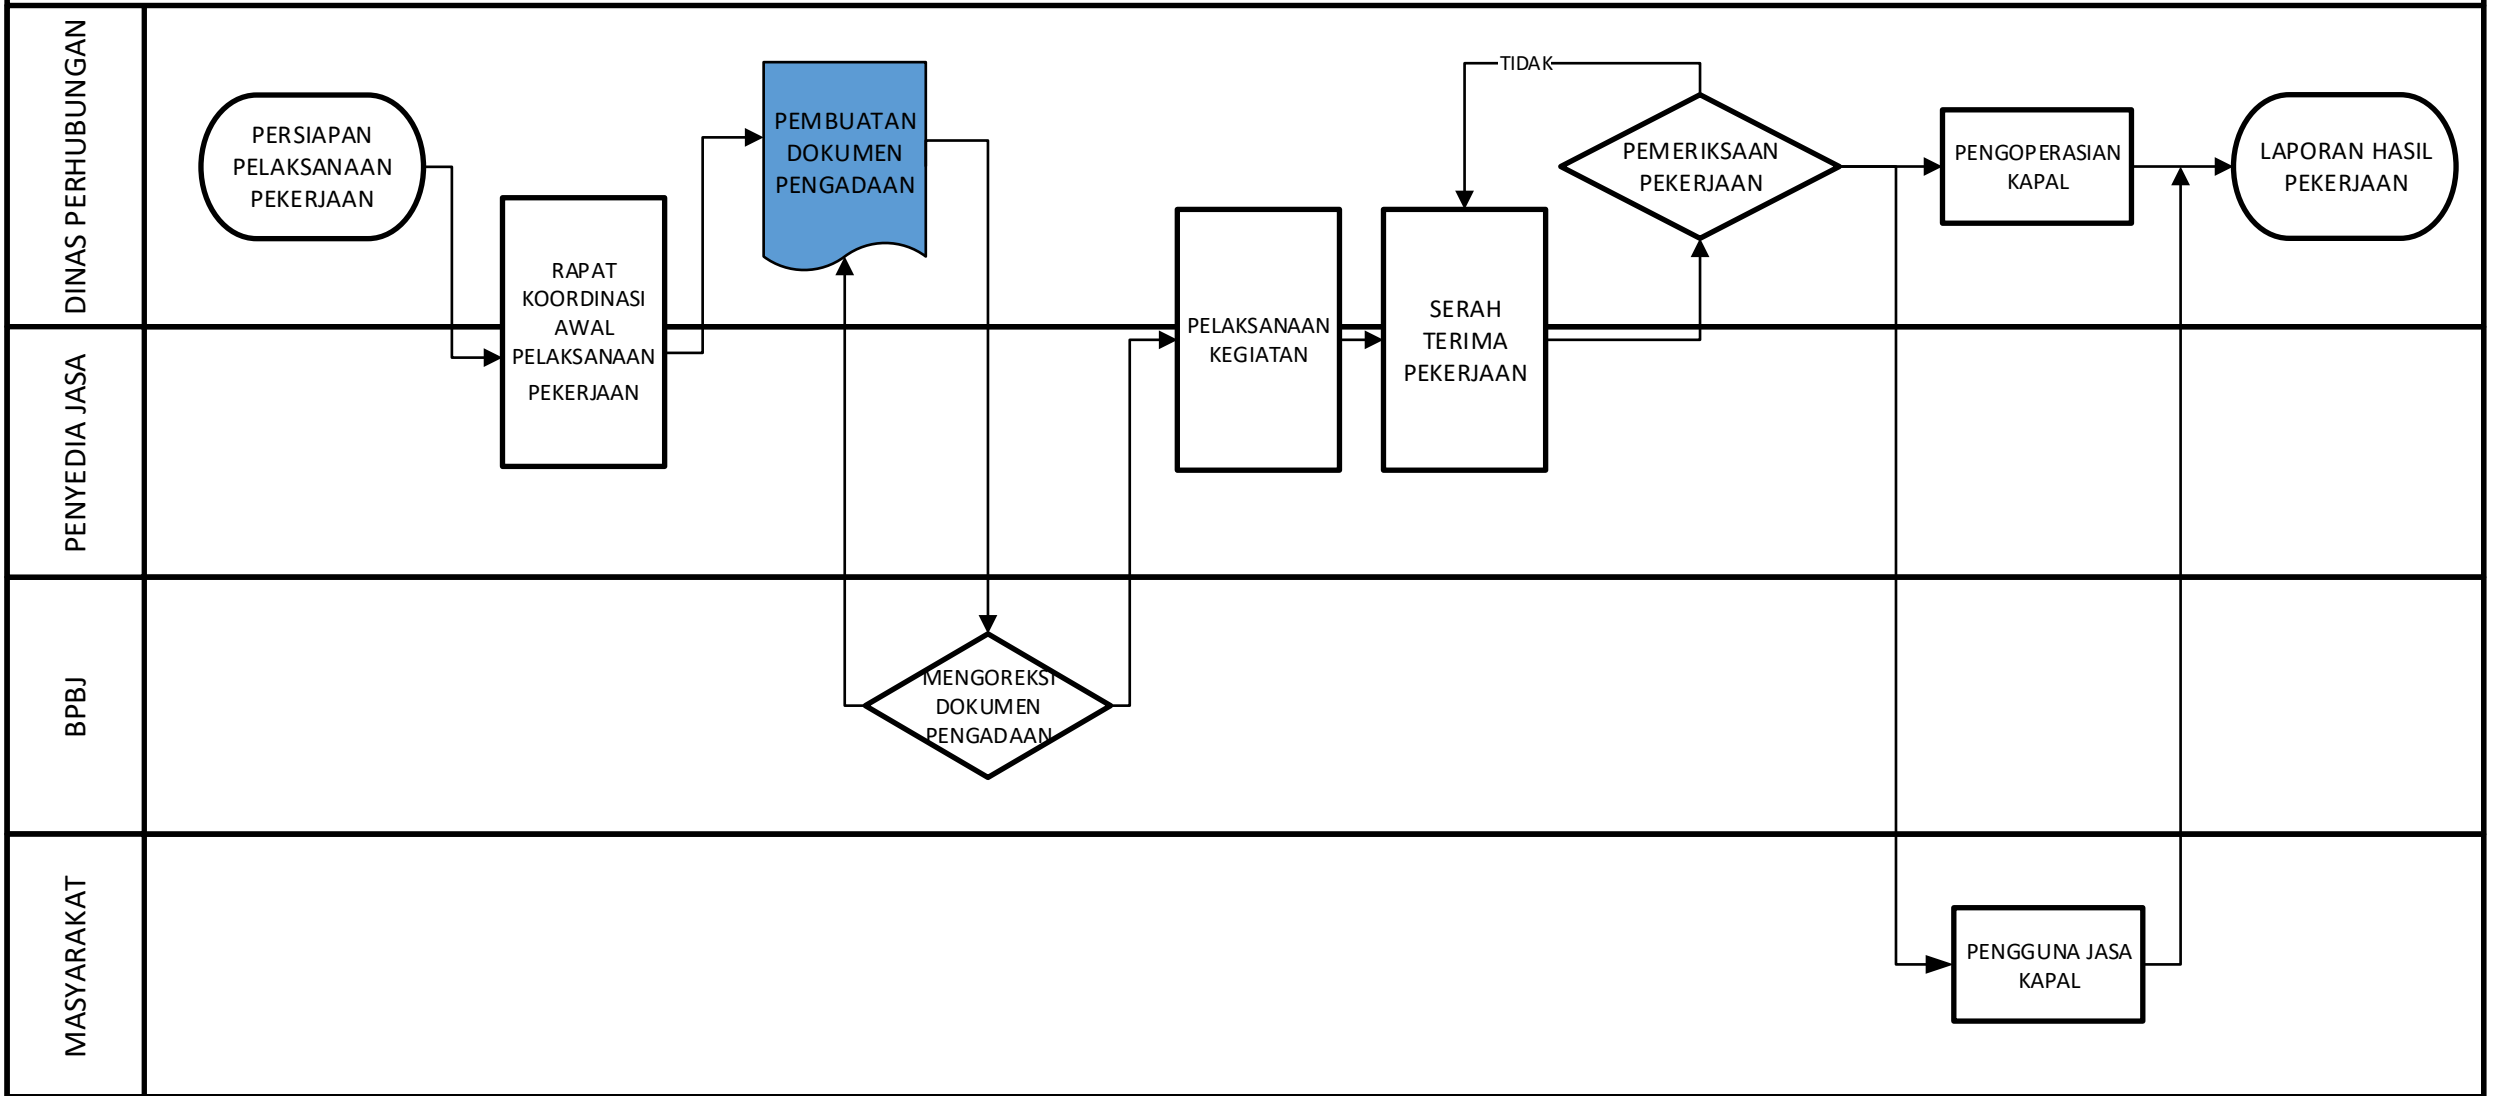 DINAS PERHUBUNGAN
PERSIAPAN
PELAKSANAAN
PEKERJAAN
RAPAT
KOORDINASI
AWAL
PELAKSANAAN
PEKERJAAN
PEMBUATAN
DOKUMEN
PENGADAAN
PELAKSANAAN
KEGIATAN
SERAH
TERIMA
PEKERJAAN
TIDAK
PEMERIKSAAN
PEKERJAAN
PENGOPERASIAN
KAPAL
LAPORAN HASIL
PEKERJAAN
PENYEDIA JASA
BPBJ
MENGOREKSI
DOKUMEN
PENGADAAN
MASYARAKAT
PENGGUNA JASA
KAPAL